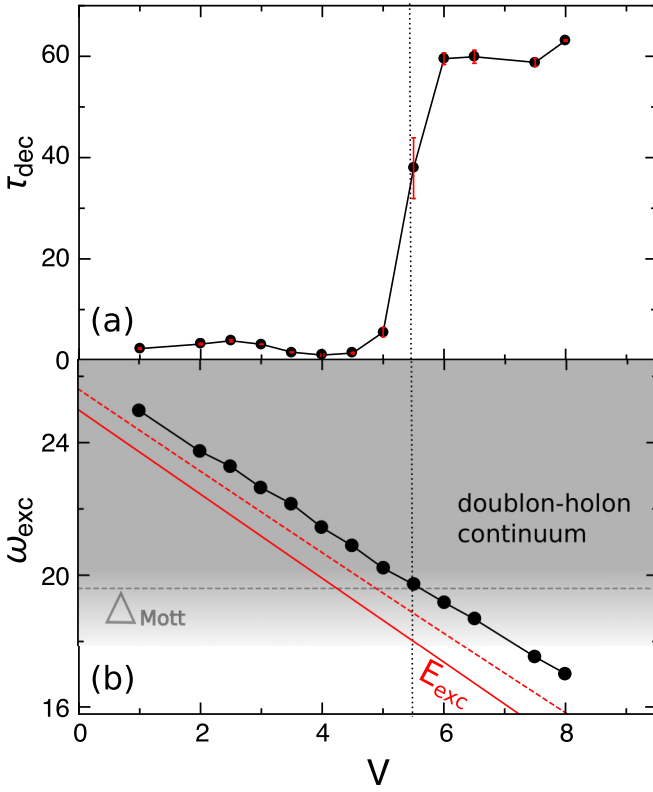 60
40
20
0
τdec
(a)
24
20
16
ωexc
doublon-holon
continuum
ΔMott
(b)
Eexc
0 2 4 6 8
V